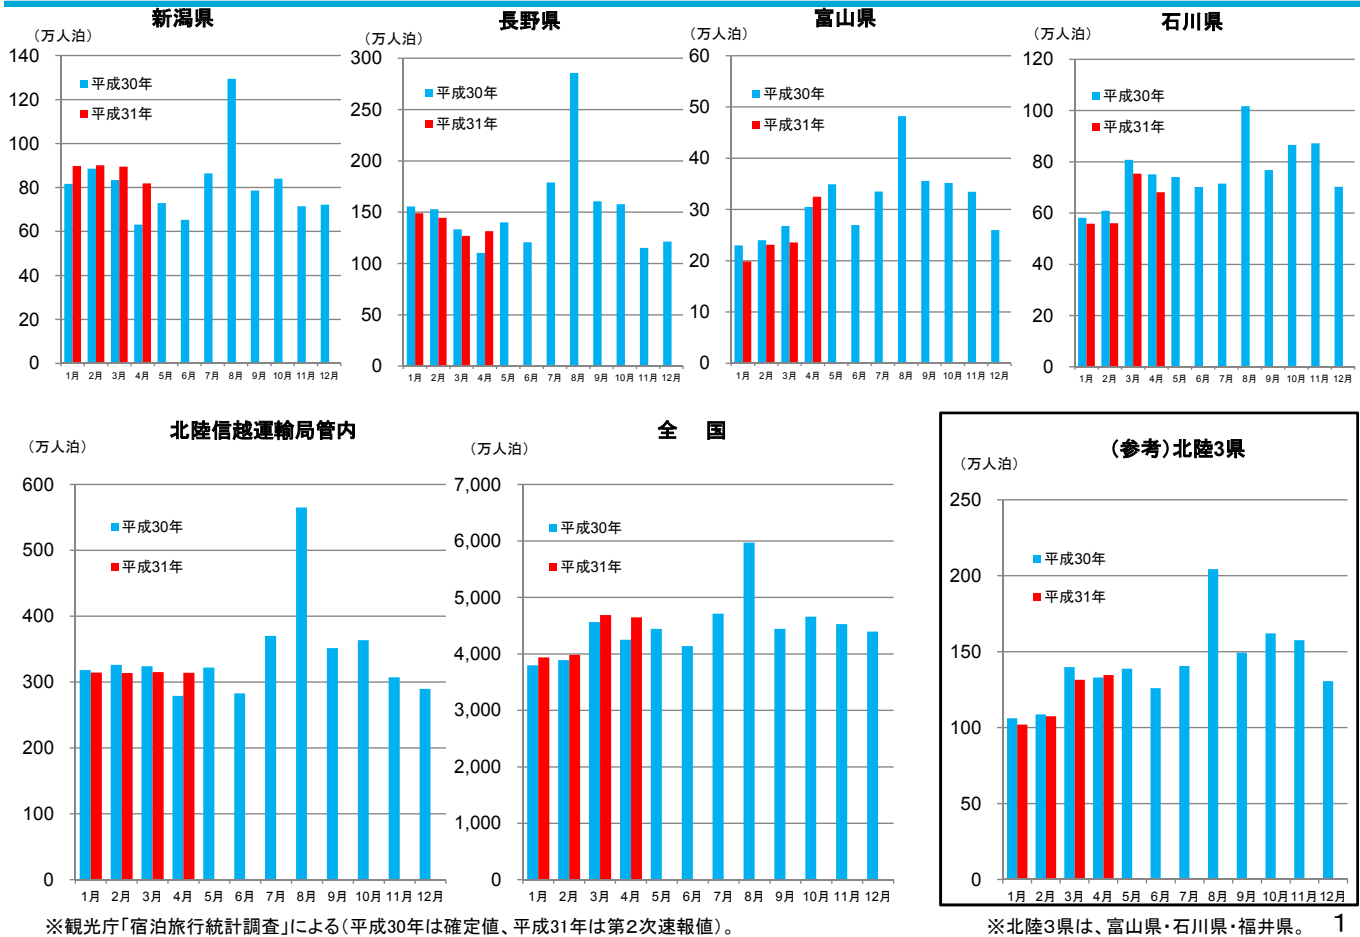 新潟県
(万人泊)
140
120
100
80
60
40
20
0
平成30年
平成31年
1月 2月 3月 4月 5月 6月 7月 8月 9月 10月 11月 12月
長野県
(万人泊)
300
250
200
150
100
50
0
平成30年
平成31年
1月 2月 3月 4月 5月 6月 7月 8月 9月 10月 11月 12月
富山県
(万人泊)
60
50
40
30
20
10
0
平成30年
平成31年
1月 2月 3月 4月 5月 6月 7月 8月 9月 10月 11月 12月
石川県
(万人泊)
120
100
80
60
40
20
0
平成30年
平成31年
1月 2月 3月 4月 5月 6月 7月 8月 9月 10月 11月 12月
北陸信越運輸局管内
(万人泊)
600
500
400
300
200
100
0
平成30年
平成31年
1月 2月 3月 4月 5月 6月 7月 8月 9月 10月 11月 12月
全 国
(万人泊)
7,000
6,000
5,000
4,000
3,000
2,000
1,000
0
平成30年
平成31年
1月 2月 3月 4月 5月 6月 7月 8月 9月 10月 11月 12月
(参考)北陸3県
(万人泊)
250
200
150
100
50
0
平成30年
平成31年
1月 2月 3月 4月 5月 6月 7月 8月 9月 10月 11月 12月
※観光庁「宿泊旅行統計調査」による(平成30年は確定値、平成31年は第2次速報値)。
※北陸3県は、富山県・石川県・福井県。
1